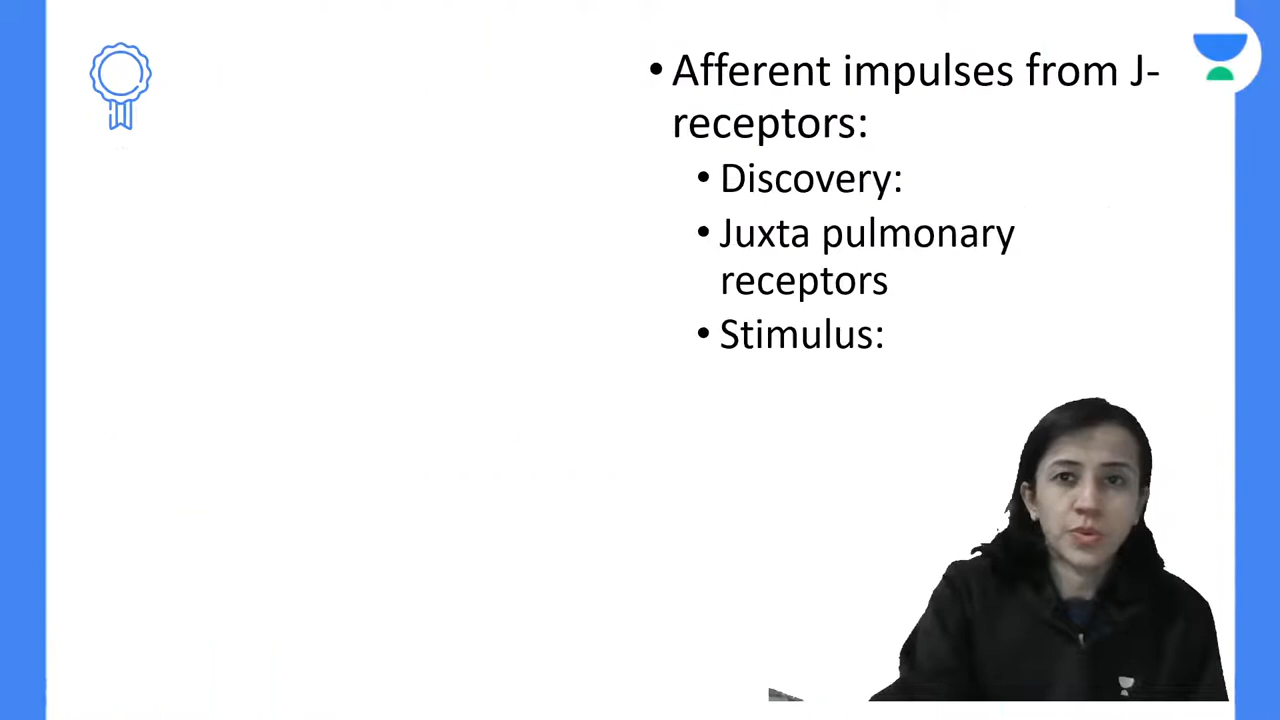 • Afferent impulses from J-
receptors:
• Discovery:
• Juxta pulmonary
receptors
• Stimulus: